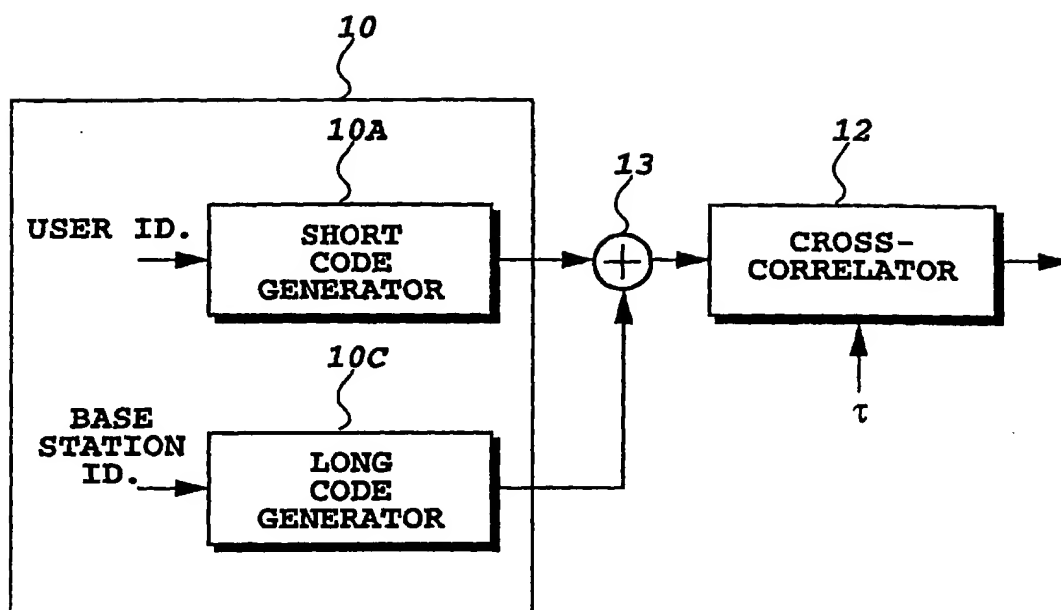 10
10A
12
13
USER ID.
SHORT
CODE
GENERATOR
+
CROSS-
CORRELATOR
10C
τ
BASE
STATION
ID.
LONG
CODE
GENERATOR